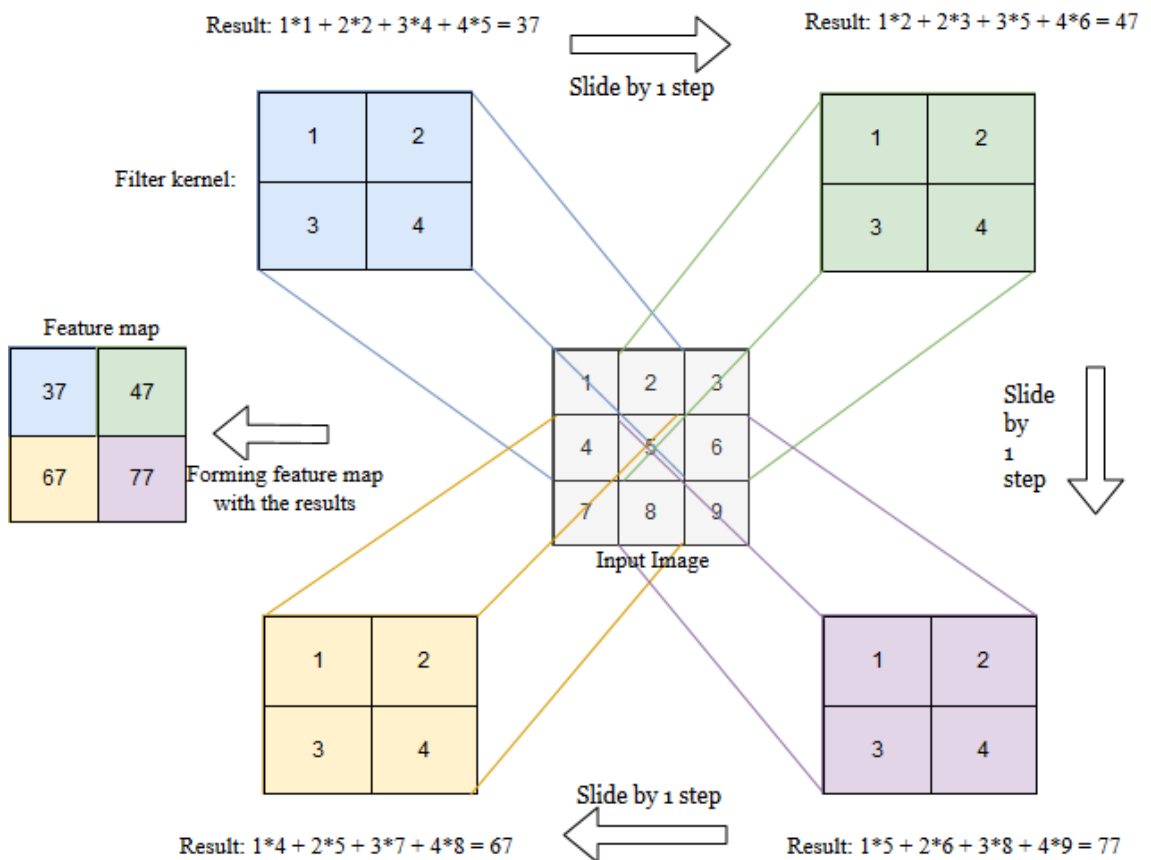 Result: 1*1 + 2*2 + 3*4 + 4*5 = 37
Result: 1*2 + 2*3 + 3*5 + 4*6 = 47
Slide by 1 step
Filter kernel:
1 2
3 4
1 2
3 4
Feature map
37 47
67 77
Forming feature map
with the results
1 2 3
4 5 6
7 8 9
Input Image
Slide
by
1
step
1 2
3 4
1 2
3 4
Slide by 1 step
Result: 1*4 + 2*5 + 3*7 + 4*8 = 67
Result: 1*5 + 2*6 + 3*8 + 4*9 = 77